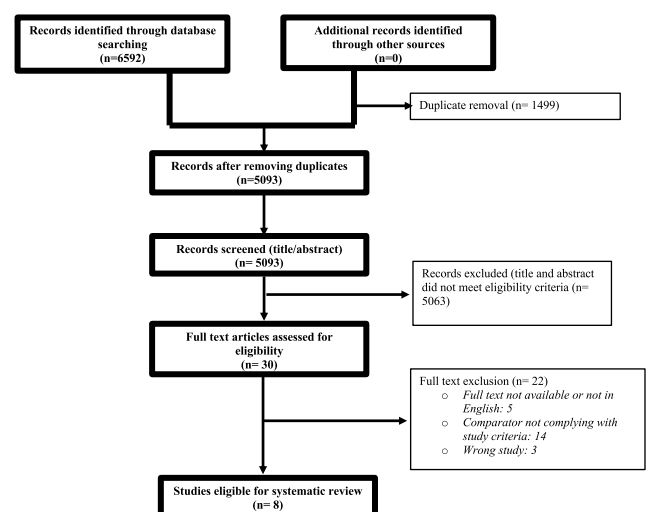 Records identified through database
searching
(n=6592)
Additional records identified
through other sources
(n=0)
Duplicate removal (n= 1499)
Records after removing duplicates
(n=5093)
Records screened (title/abstract)
(n= 5093)
Records excluded (title and abstract
did not meet eligibility criteria (n=
5063)
Full text articles assessed for
eligibility
(n= 30)
Full text exclusion (n= 22)
o Full text not available or not in
English: 5
o Comparator not complying with
study criteria: 14
o Wrong study: 3
Studies eligible for systematic review
(n= 8)